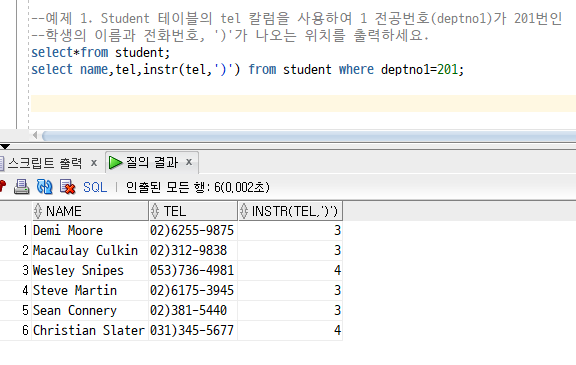 --예제 1. Student 테이블의 tel 칼럼을 사용하여 1 전공번호(deptno1)가 201번인
--학생의 이름과 전화번호, ')'가 나오는 위치를 출력하세요.
select*from student;
select name,tel,instr(tel,')') from student where deptno1=201;
스크립트 출력 x 질의 결과 x
SQL | 인출된 모든 행: 6(0,002초)
NAME TEL INSTR(TEL,')')
1 Demi Moore 02)6255-9875 3
2 Macaulay Culkin 02)312-9838 3
3 Wesley Snipes 053)736-4981 4
4 Steve Martin 02)6175-3945 3
5 Sean Connery 02)381-5440 3
6 Christian Slater 031)345-5677 4